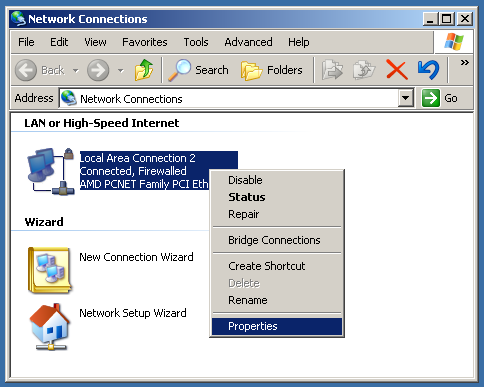 Network Connections
File Edit View Favorites Tools Advanced Help
Back Search Folders
Address Network Connections Go
LAN or High-Speed Internet
Local Area Connection 2
Connected, Firewalled
AMD PCNET Family PCI Eth
Disable
Status
Repair
Bridge Connections
Create Shortcut
Delete
Rename
Properties
Wizard
New Connection Wizard
Network Setup Wizard